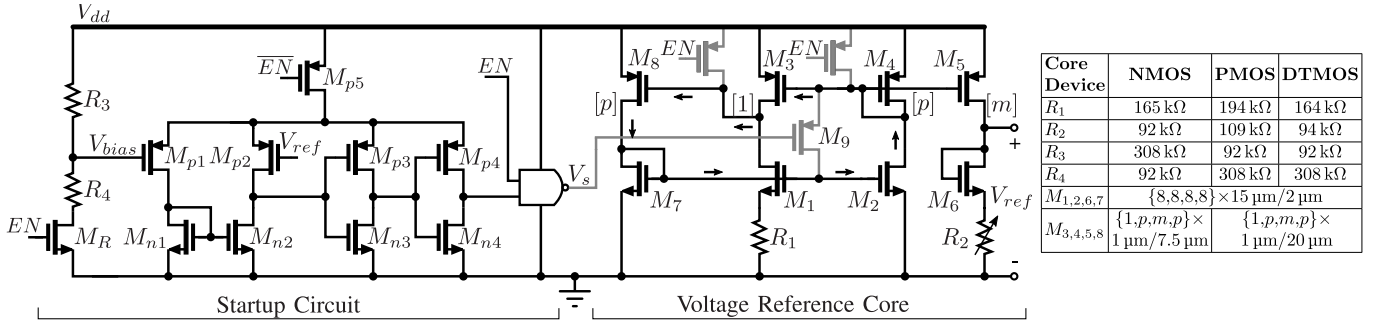 V_dd
EN
M_p5
R_3
V_bias
M_p1
M_p2
V_ref
M_p3
M_p4
EN
V_s
R_4
EN
M_R
M_n1
M_n2
M_n3
M_n4
Startup Circuit
M_8
EN
M_3
EN
M_4
M_5
[p]
[1]
[p]
[m]
M_9
+
M_7
M_1
M_2
M_6
V_ref
R_1
R_2
-
Voltage Reference Core
Core Device NMOS PMOS DTMOS
R_1 165 kΩ 194 kΩ 164 kΩ
R_2 92 kΩ 109 kΩ 94 kΩ
R_3 308 kΩ 92 kΩ 92 kΩ
R_4 92 kΩ 308 kΩ 308 kΩ
M_1,2,6,7 {8,8,8,8}×15 µm/2 µm
M_3,4,5,8 {1,p,m,p}× 1 µm/7.5 µm {1,p,m,p}× 1 µm/20 µm